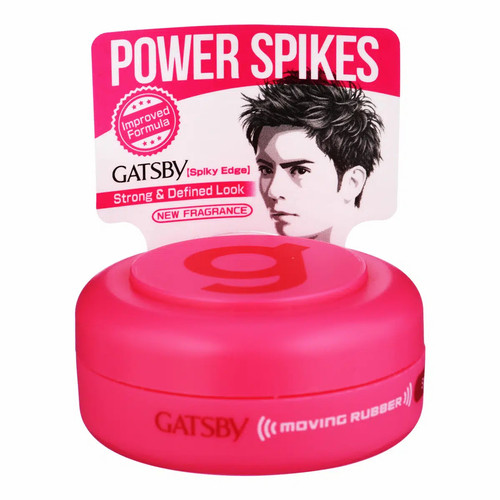 POWER SPIKES
Improved
Formula
GATSBY [Spiky Edge]
Strong & Defined Look
NEW FRAGRANCE
g
GATSBY (((MOVING RUBBER)))